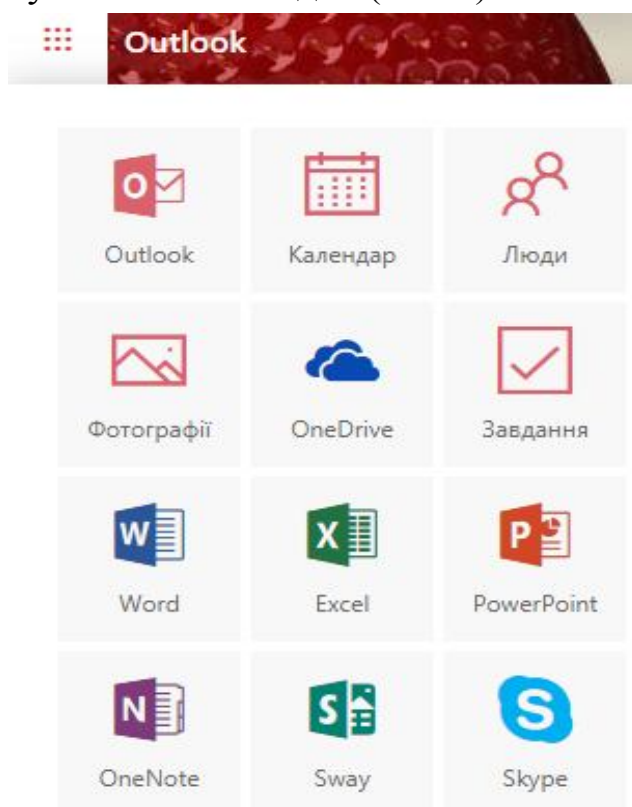 Outlook
Outlook Календар Люди
Фотографії OneDrive Завдання
Word Excel PowerPoint
OneNote Sway Skype